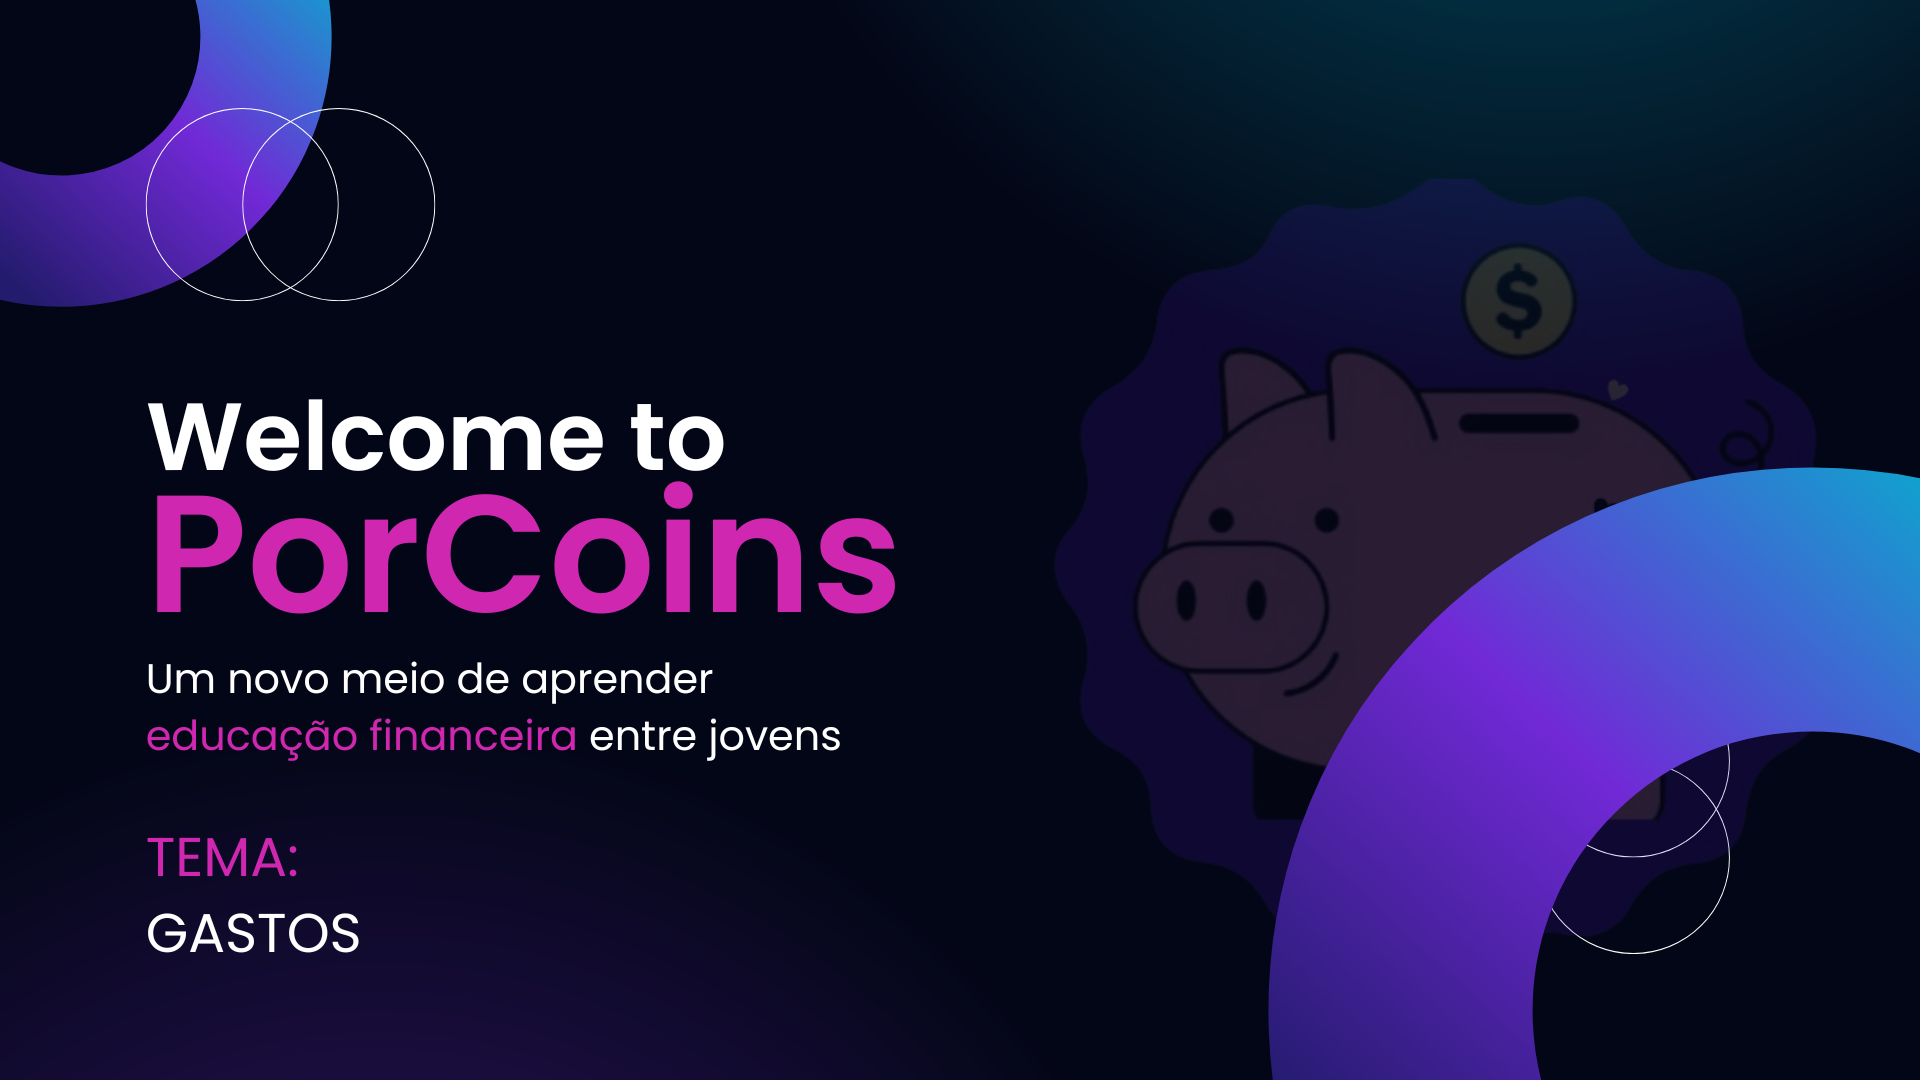 Welcome to
PorCoins
Um novo meio de aprender
educação financeira entre jovens
TEMA:
GASTOS
$